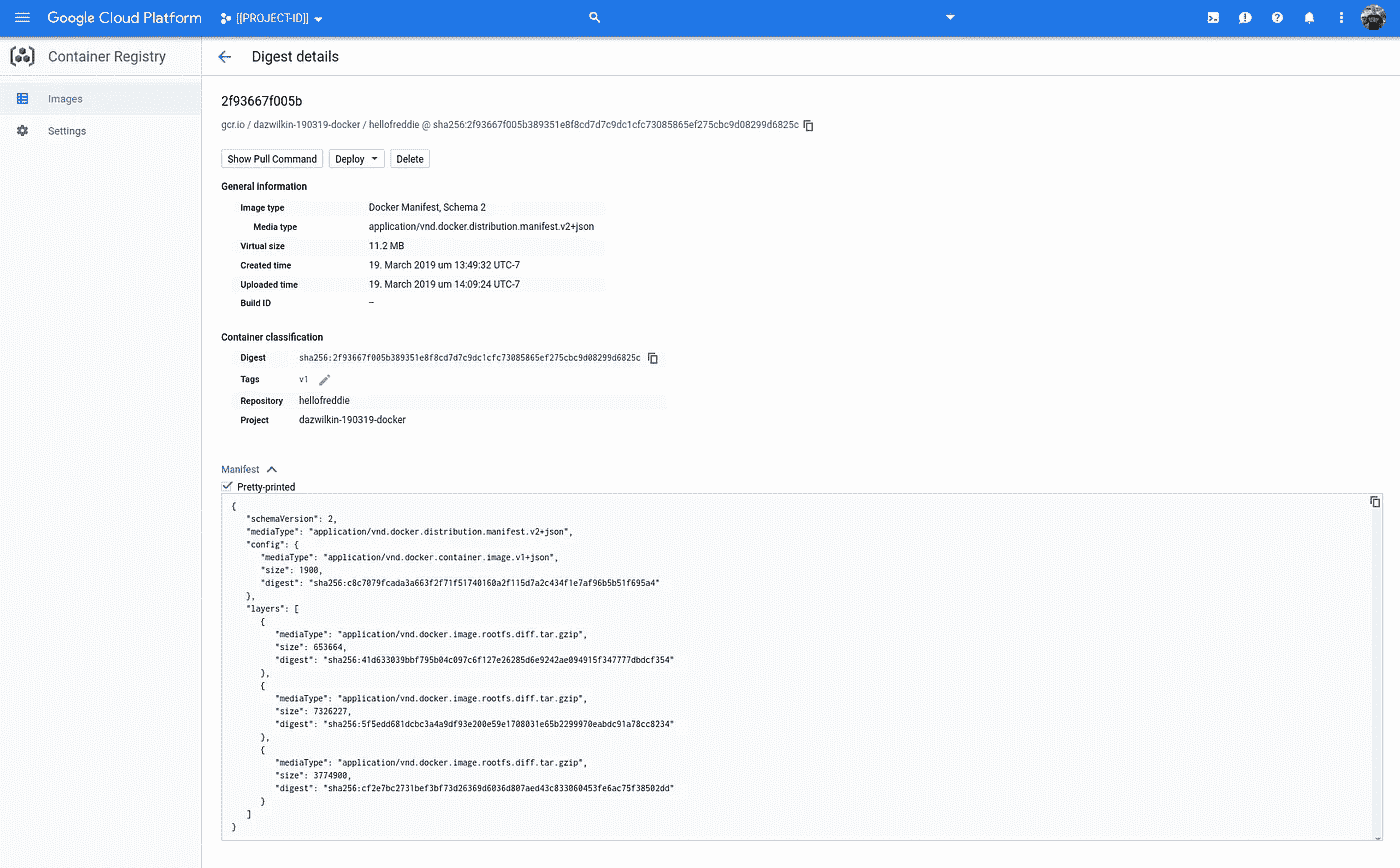 Google Cloud Platform [[PROJECT-ID]]
Container Registry
Digest details
Images
Settings
2f93667f005b
gcr.io / dazwilkin-190319-docker / hellofreddie @ sha256:2f93667f005b389351e8f8cd7d7c9dc1cfc73085865ef275cbc9d08299d6825c
Show Pull Command Deploy Delete
General information
Image type Docker Manifest, Schema 2
Media type application/vnd.docker.distribution.manifest.v2+json
Virtual size 11.2 MB
Created time 19. March 2019 um 13:49:32 UTC-7
Uploaded time 19. March 2019 um 14:09:24 UTC-7
Build ID –
Container classification
Digest sha256:2f93667f005b389351e8f8cd7d7c9dc1cfc73085865ef275cbc9d08299d6825c
Tags v1
Repository hellofreddie
Project dazwilkin-190319-docker
Manifest
Pretty-printed
{
"schemaVersion": 2,
"mediaType": "application/vnd.docker.distribution.manifest.v2+json",
"config": {
"mediaType": "application/vnd.docker.container.image.v1+json",
"size": 1900,
"digest": "sha256:c8c7079fcada3a663f2f71f51740160a2f115d7a2c434f1e7af96b5b51f695a4"
},
"layers": [
{
"mediaType": "application/vnd.docker.image.rootfs.diff.tar.gzip",
"size": 653664,
"digest": "sha256:41d633039bbf795b04c097c6f127e26285d6e9242ae094915f347777dbdcf354"
},
{
"mediaType": "application/vnd.docker.image.rootfs.diff.tar.gzip",
"size": 7326227,
"digest": "sha256:5f5edd681dcbc3a4a9df93e200e59e1708031e65b2299970eabdc91a78cc8234"
},
{
"mediaType": "application/vnd.docker.image.rootfs.diff.tar.gzip",
"size": 3774900,
"digest": "sha256:cf2e7bc2731bef3bf73d26369d6036d807aed43c833060453fe6ac75f38502dd"
}
]
}